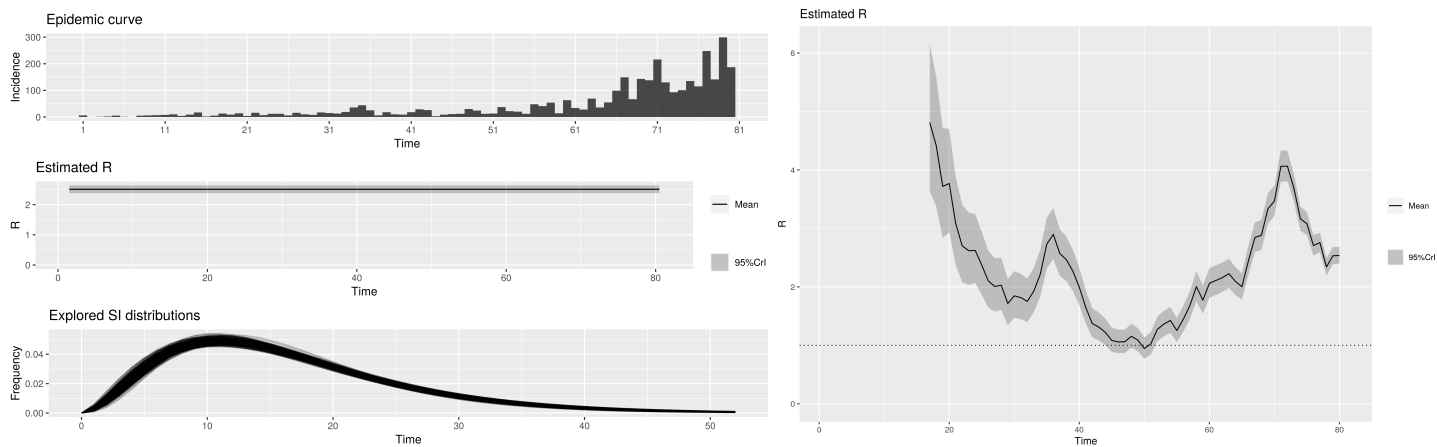 Epidemic curve
300
200
100
0
Incidence
1 11 21 31 41 51 61 71 81
Time
Estimated R
2
1
0
R
0 20 40 60 80
Time
Mean
95%CrI
Explored SI distributions
0.04
0.02
0.00
Frequency
0 10 20 30 40 50
Time
Estimated R
6
4
2
0
R
0 20 40 60 80
Time
Mean
95%CrI